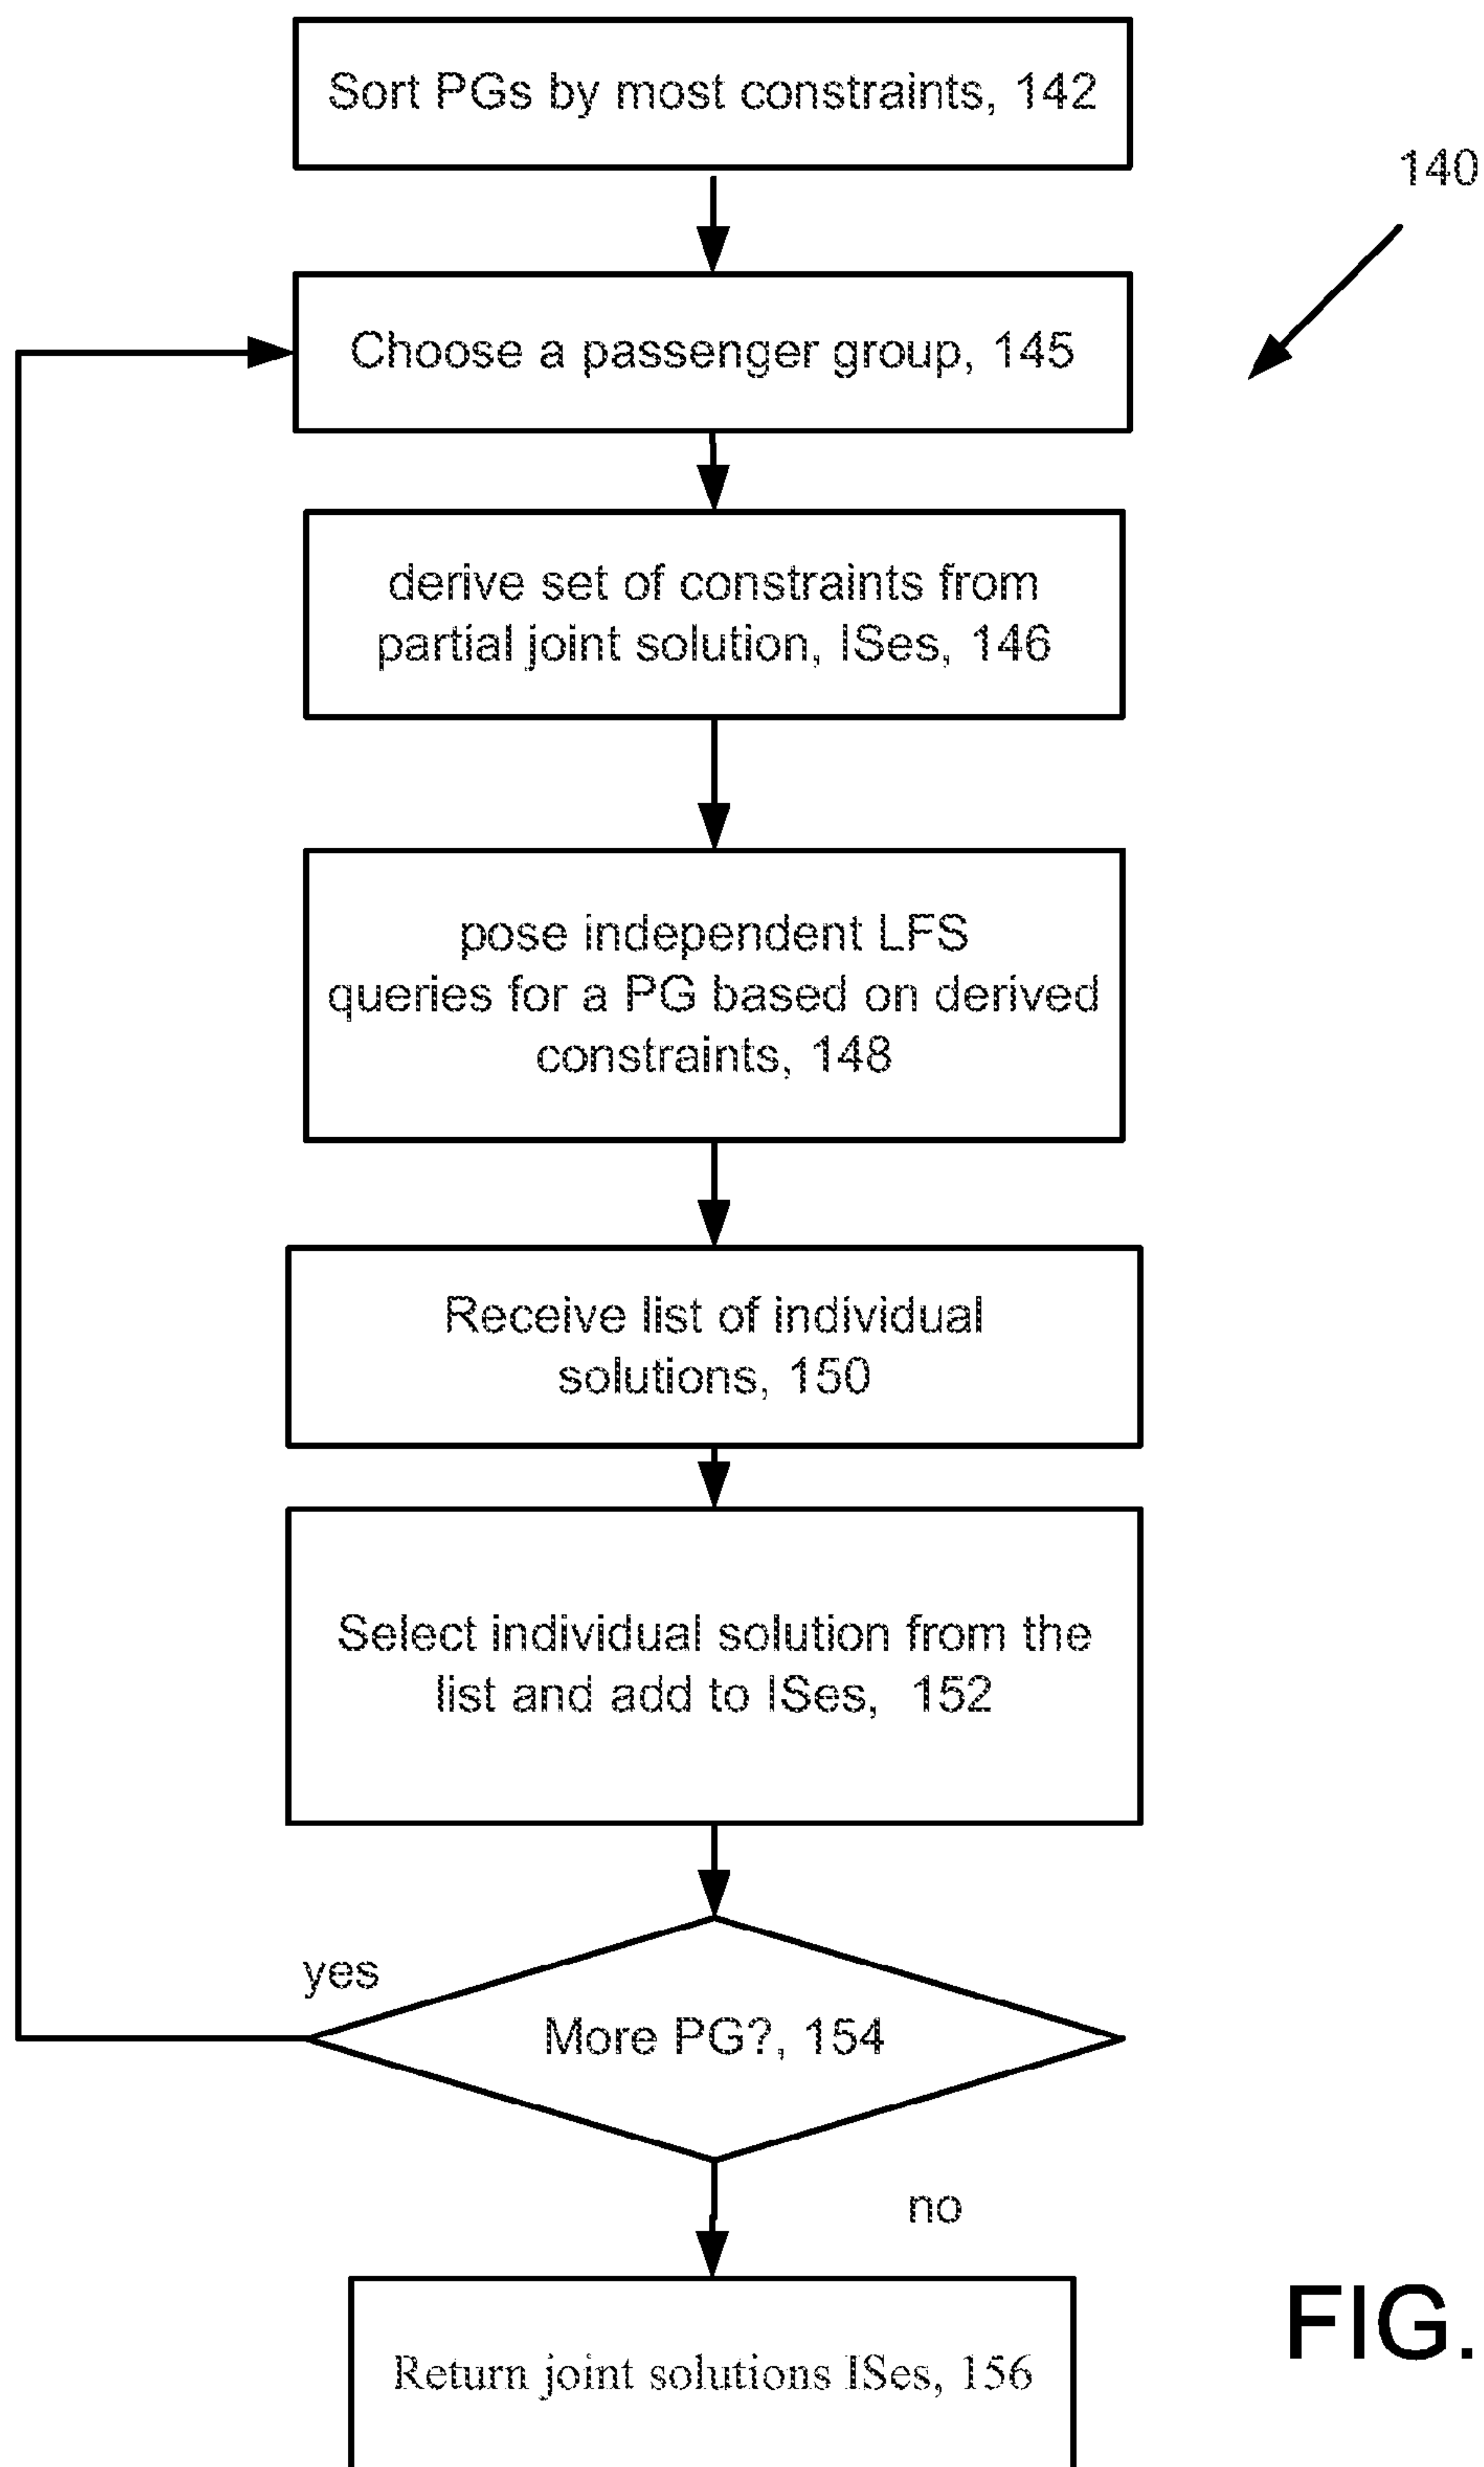 Sort PGs by most constraints, 142
140
Choose a passenger group, 145
derive set of constraints from
partial joint solution, ISes, 146
pose independent LFS
queries for a PG based on derived
constraints, 148
Receive list of individual
solutions, 150
Select individual solution from the
list and add to ISes, 152
yes
More PG?, 154
no
Return joint solutions ISes, 156
FIG.